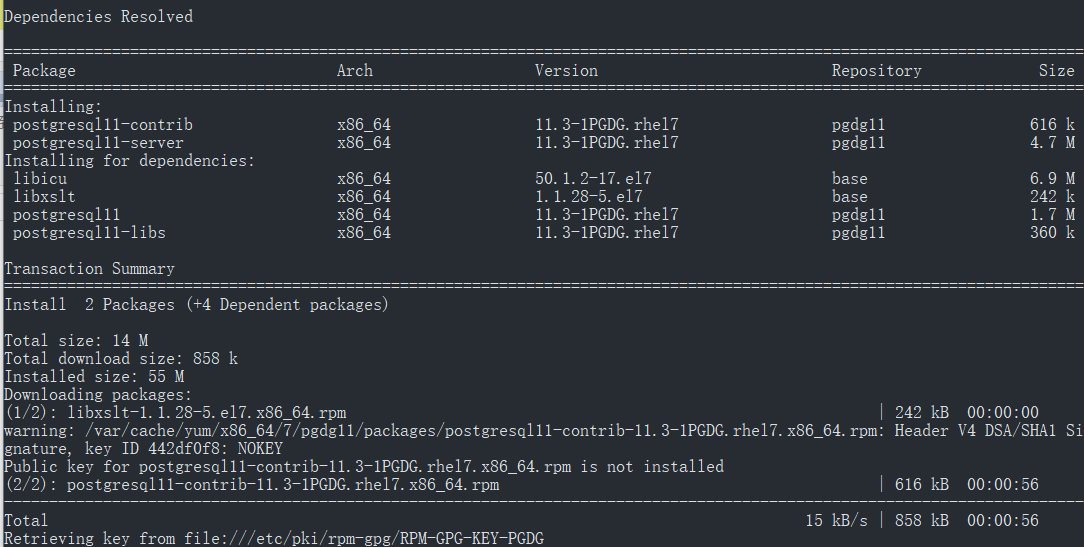 Dependencies Resolved
================================================================================
Package Arch Version Repository Size
================================================================================
Installing:
postgresql11-contrib x86_64 11.3-1PGDG.rhel7 pgdg11 616 k
postgresql11-server x86_64 11.3-1PGDG.rhel7 pgdg11 4.7 M
Installing for dependencies:
libicu x86_64 50.1.2-17.el7 base 6.9 M
libxslt x86_64 1.1.28-5.el7 base 242 k
postgresql11 x86_64 11.3-1PGDG.rhel7 pgdg11 1.7 M
postgresql11-libs x86_64 11.3-1PGDG.rhel7 pgdg11 360 k
Transaction Summary
================================================================================
Install 2 Packages (+4 Dependent packages)
Total size: 14 M
Total download size: 858 k
Installed size: 55 M
Downloading packages:
(1/2): libxslt-1.1.28-5.el7.x86_64.rpm | 242 kB 00:00:00
warning: /var/cache/yum/x86_64/7/pgdg11/packages/postgresql11-contrib-11.3-1PGDG.rhel7.x86_64.rpm: Header V4 DSA/SHA1 Si
gnature, key ID 442df0f8: NOKEY
Public key for postgresql11-contrib-11.3-1PGDG.rhel7.x86_64.rpm is not installed
(2/2): postgresql11-contrib-11.3-1PGDG.rhel7.x86_64.rpm | 616 kB 00:00:56
--------------------------------------------------------------------------------
Total 15 kB/s | 858 kB 00:00:56
Retrieving key from file:///etc/pki/rpm-gpg/RPM-GPG-KEY-PGDG